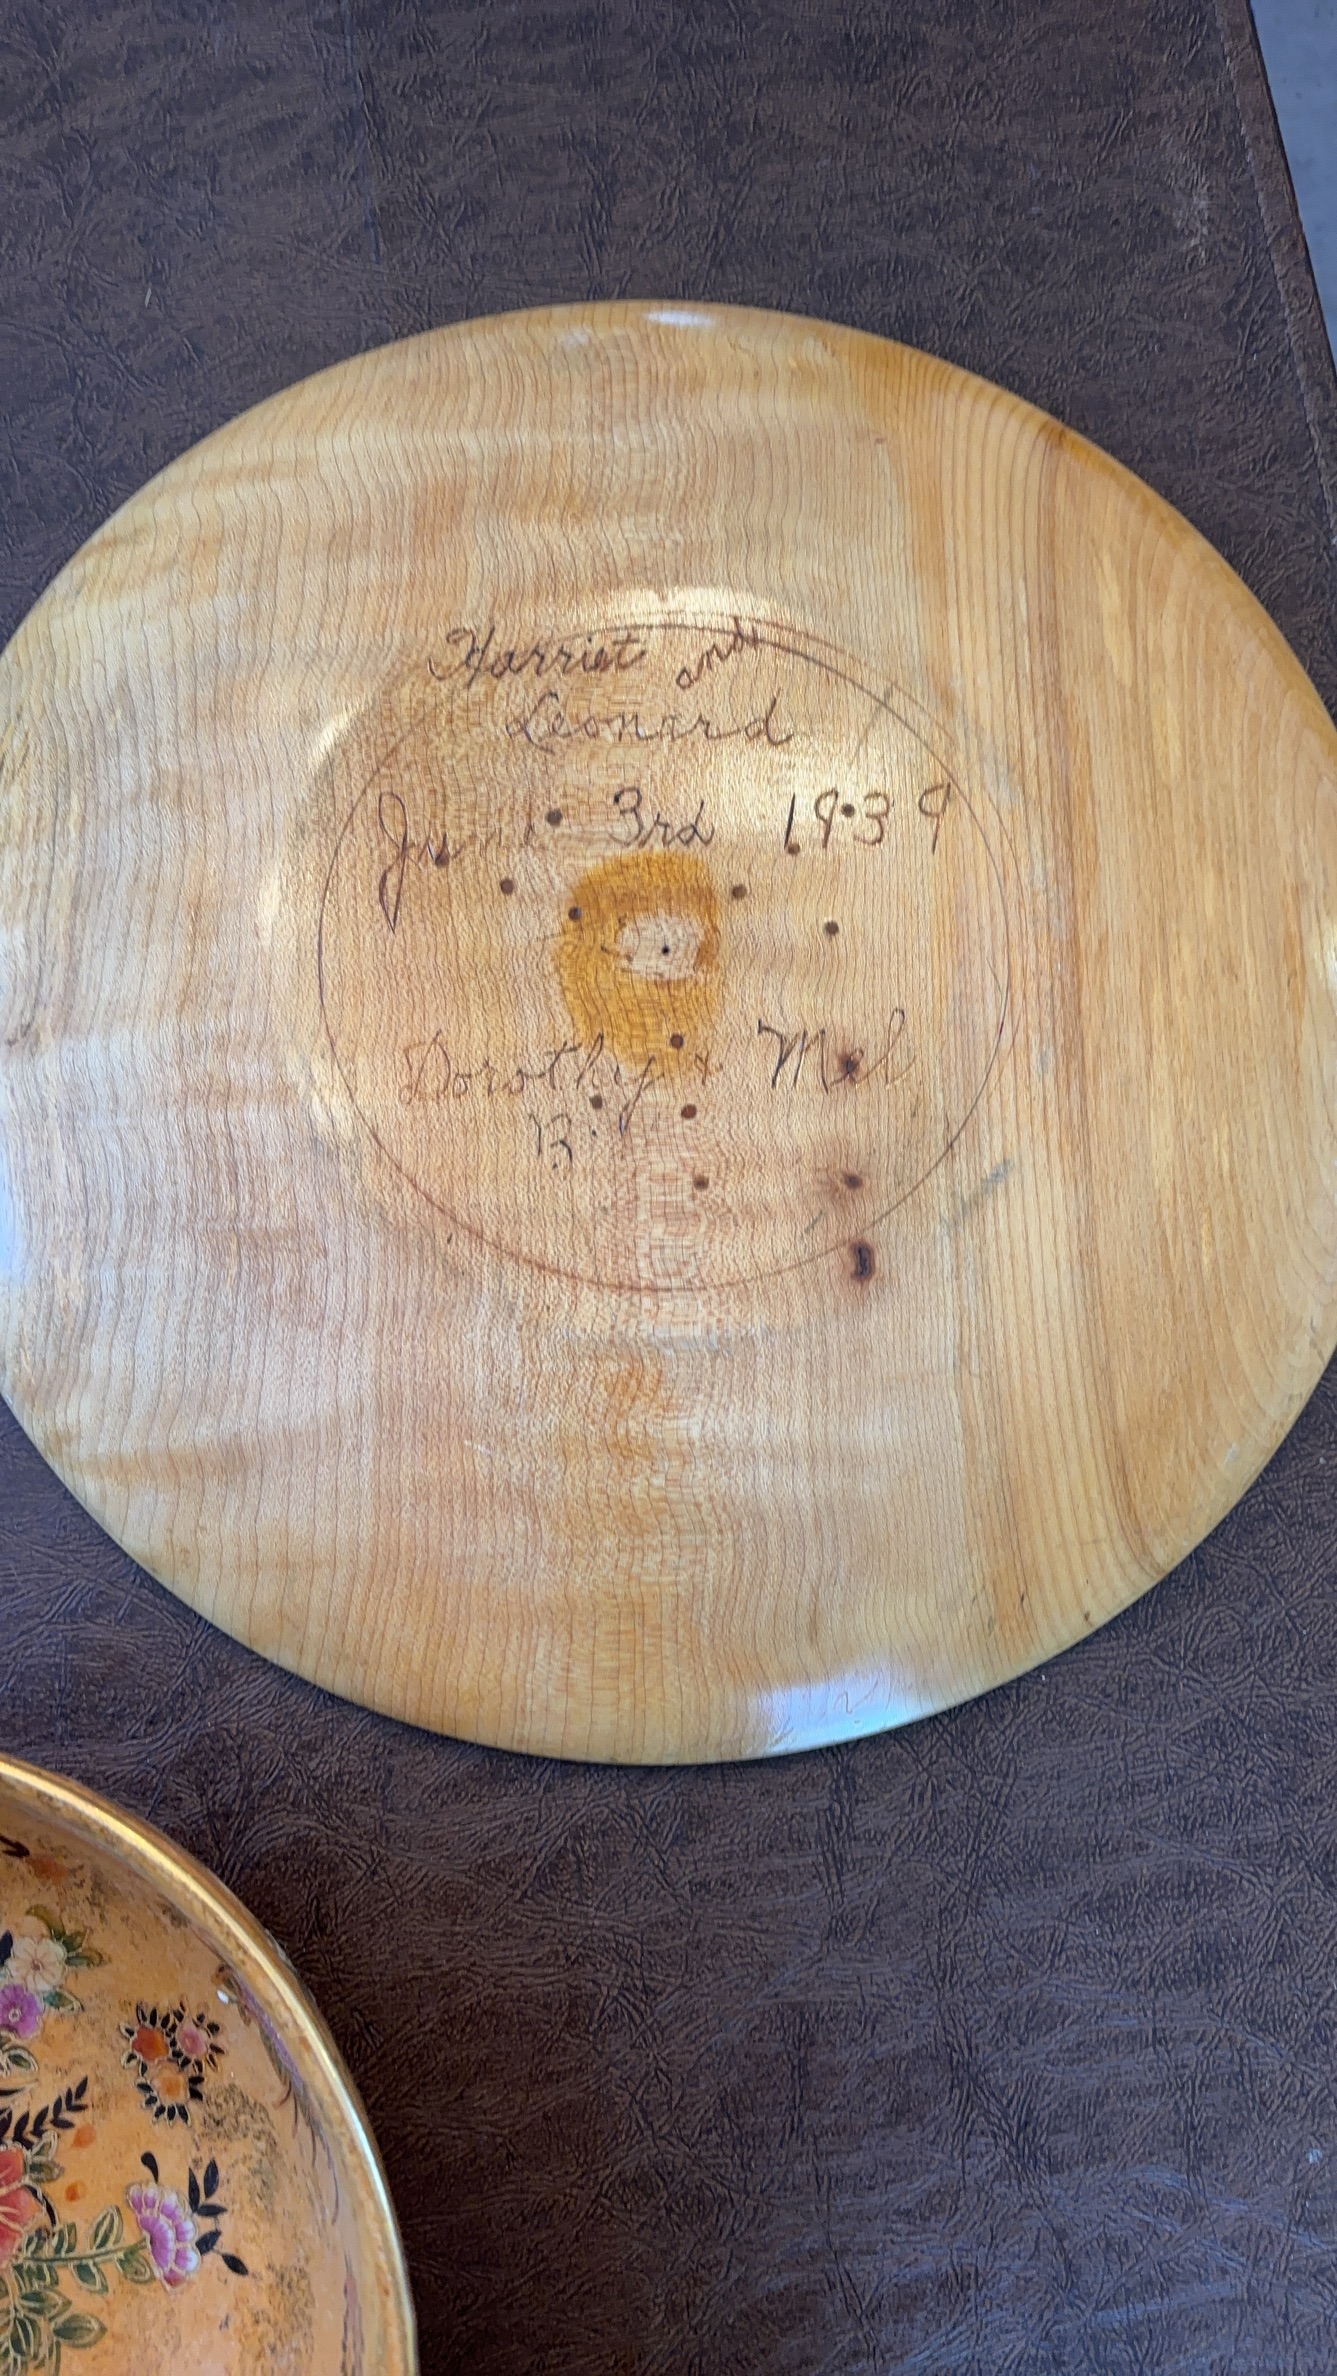 Harriet and
Leonard
June 3rd 1939
Dorothy + Mel
B.